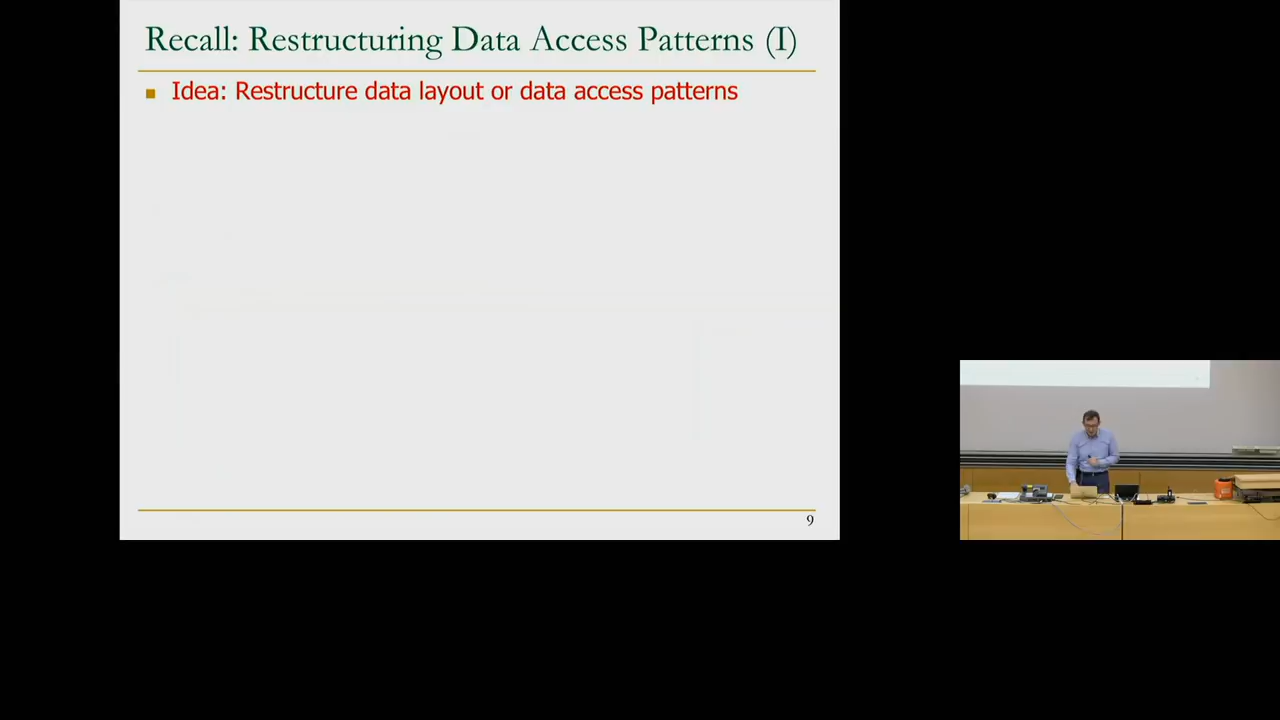 Recall: Restructuring Data Access Patterns (I)
Idea: Restructure data layout or data access patterns
9